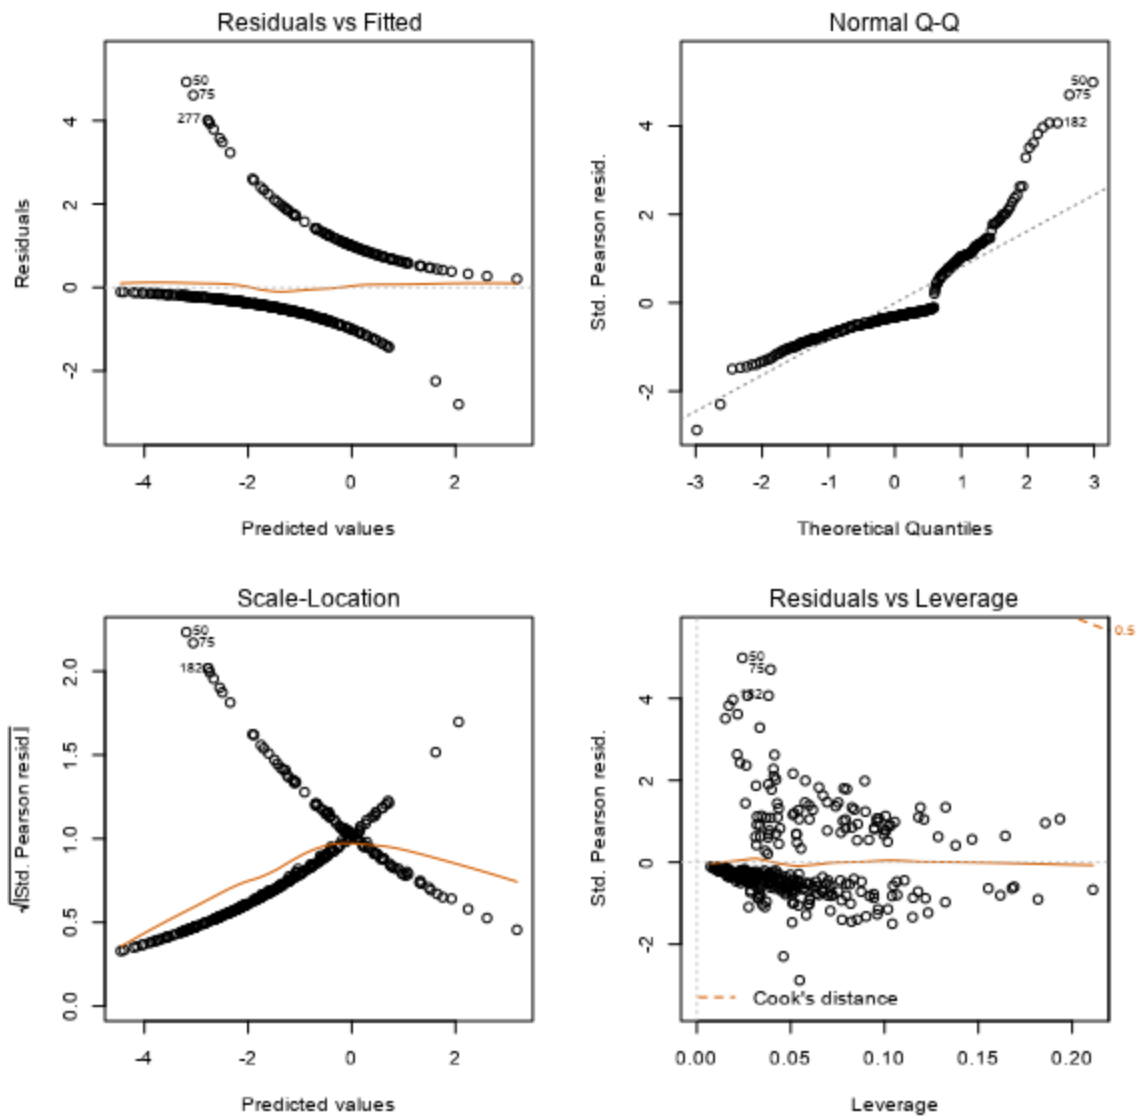 Residuals vs Fitted
Residuals
50
75
277
4
2
0
-2
-4 -2 0 2
Predicted values
Normal Q-Q
Std. Pearson resid.
50
75
182
4
2
0
-2
-3 -2 -1 0 1 2 3
Theoretical Quantiles
Scale-Location
√|Std. Pearson resid.|
50
75
182
2.0
1.5
1.0
0.5
0.0
-4 -2 0 2
Predicted values
Residuals vs Leverage
Std. Pearson resid.
0.5
50
75
182
4
2
0
-2
Cook's distance
0.00 0.05 0.10 0.15 0.20
Leverage